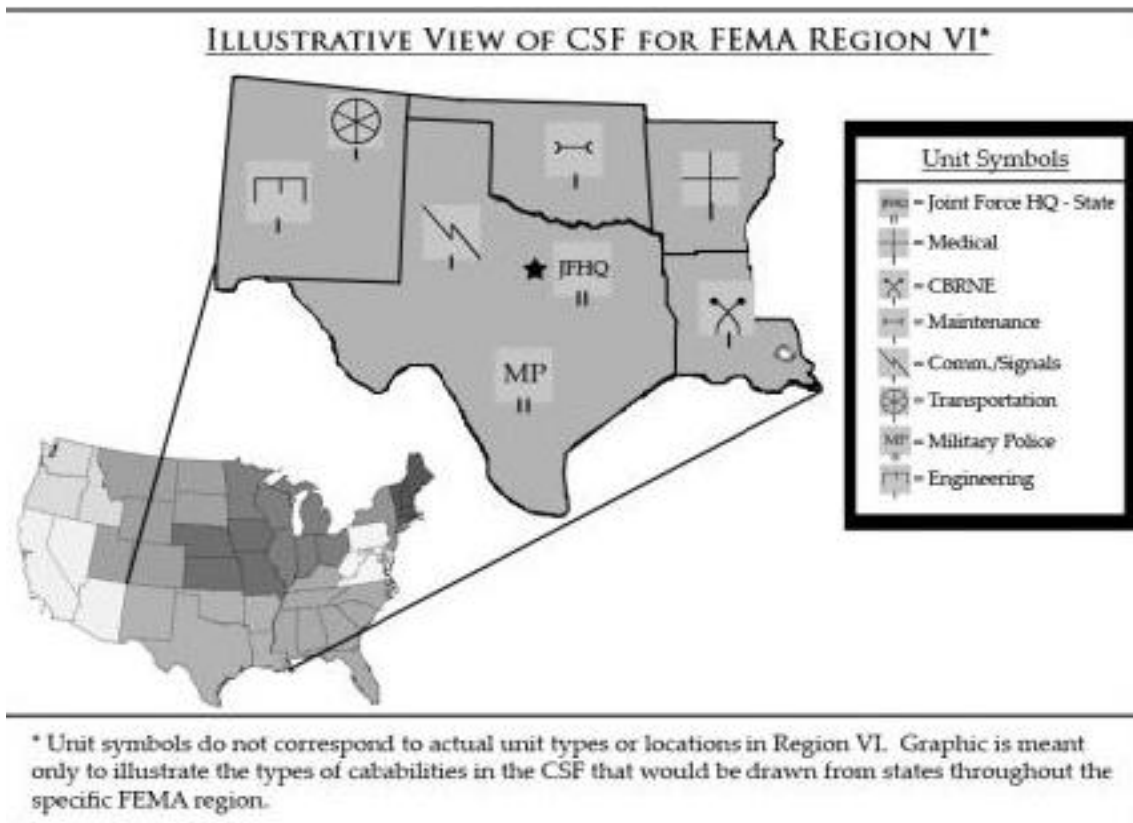 ILLUSTRATIVE VIEW OF CSF FOR FEMA REGION VI*
JFHQ
MP
Unit Symbols
JFHQ = Joint Force HQ - State
= Medical
= CBRNE
= Maintenance
= Comm./Signals
= Transportation
MP = Military Police
= Engineering
* Unit symbols do not correspond to actual unit types or locations in Region VI. Graphic is meant
only to illustrate the types of cababilities in the CSF that would be drawn from states throughout the
specific FEMA region.